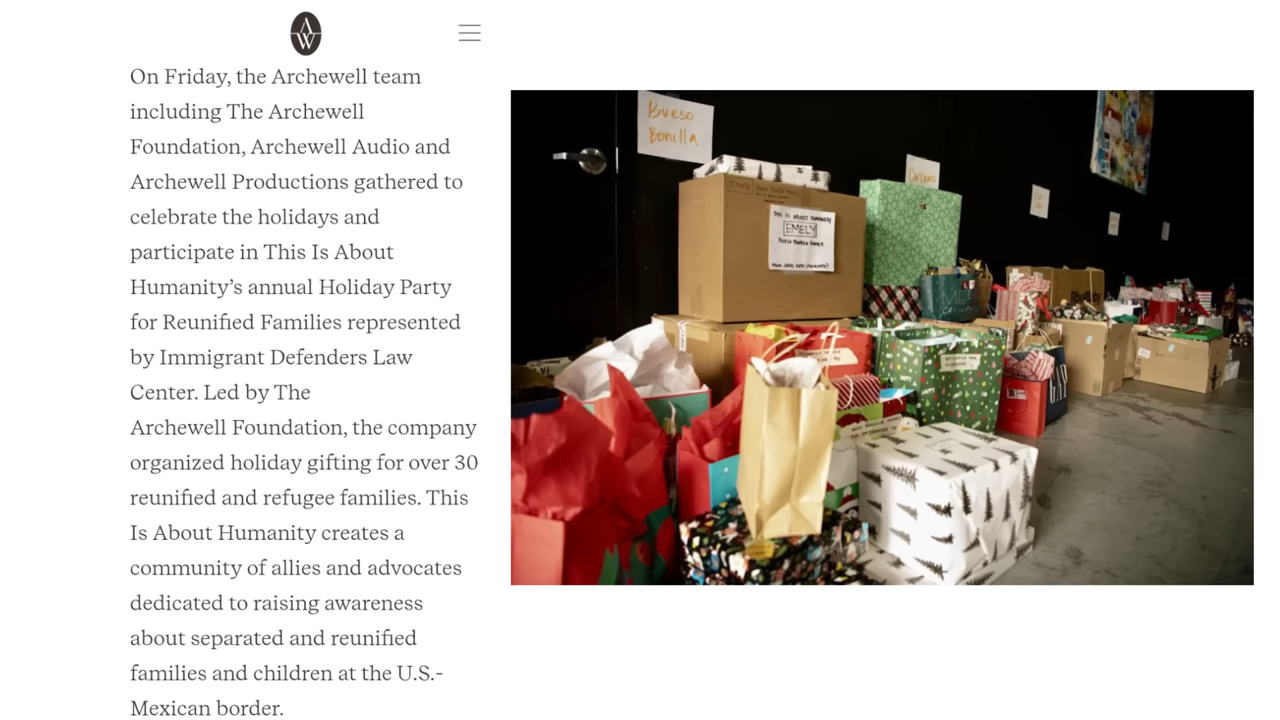 AW
On Friday, the Archewell team
including The Archewell
Foundation, Archewell Audio and
Archewell Productions gathered to
celebrate the holidays and
participate in This Is About
Humanity’s annual Holiday Party
for Reunified Families represented
by Immigrant Defenders Law
Center. Led by The
Archewell Foundation, the company
organized holiday gifting for over 30
reunified and refugee families. This
Is About Humanity creates a
community of allies and advocates
dedicated to raising awareness
about separated and reunified
families and children at the U.S.-
Mexican border.
Bueso
Bonilla
Emely
THIS IS ABOUT HUMANITY
EMELY
FAMILY
GAP